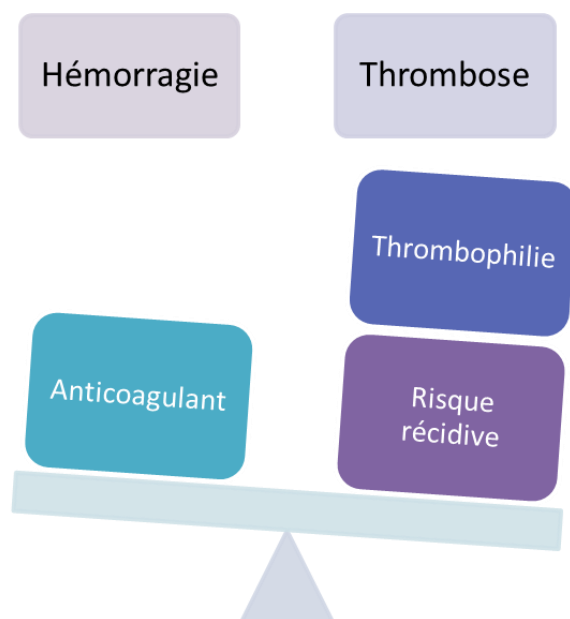 Hémorragie
Thrombose
Thrombophilie
Anticoagulant
Risque
récidive